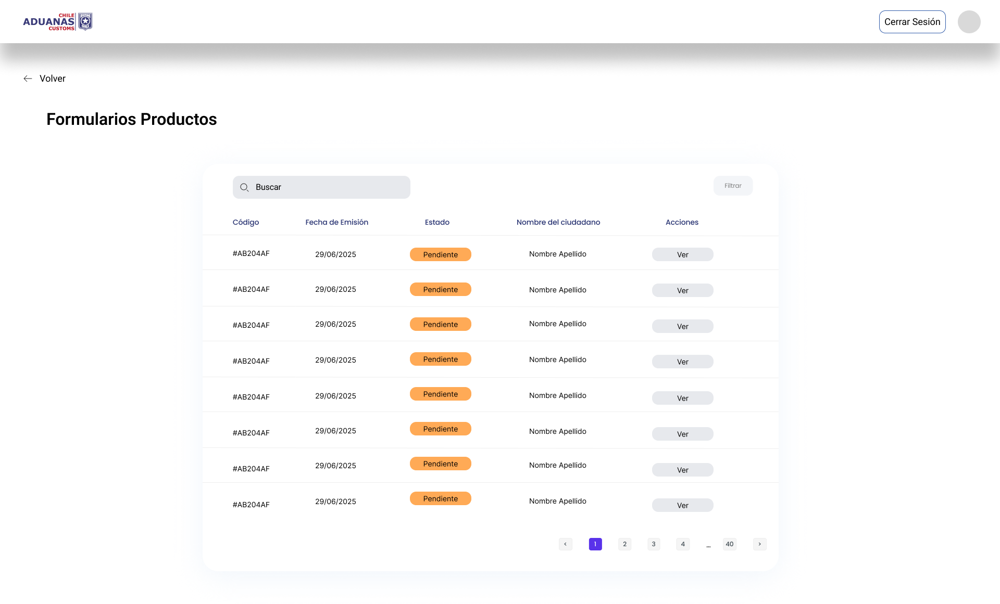 CHILE
ADUANAS
CUSTOMS
Cerrar Sesión
Volver
Formularios Productos
Buscar
Filtrar
Código Fecha de Emisión Estado Nombre del ciudadano Acciones
#AB204AF 29/06/2025 Pendiente Nombre Apellido Ver
#AB204AF 29/06/2025 Pendiente Nombre Apellido Ver
#AB204AF 29/06/2025 Pendiente Nombre Apellido Ver
#AB204AF 29/06/2025 Pendiente Nombre Apellido Ver
#AB204AF 29/06/2025 Pendiente Nombre Apellido Ver
#AB204AF 29/06/2025 Pendiente Nombre Apellido Ver
#AB204AF 29/06/2025 Pendiente Nombre Apellido Ver
#AB204AF 29/06/2025 Pendiente Nombre Apellido Ver
< 1 2 3 4 ... 40 >